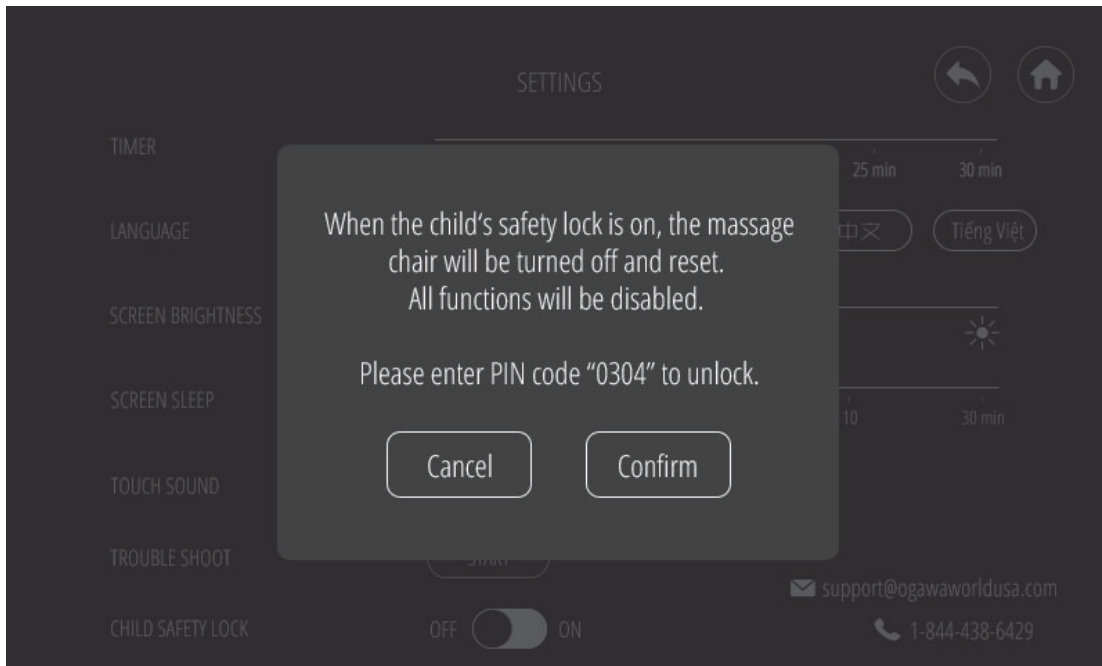 SETTINGS
TIMER
25 min
30 min
LANGUAGE
中文
Tiếng Việt
When the child's safety lock is on, the massage
chair will be turned off and reset.
All functions will be disabled.
Please enter PIN code “0304” to unlock.
Cancel
Confirm
SCREEN BRIGHTNESS
SCREEN SLEEP
10
30 min
TOUCH SOUND
TROUBLE SHOOT
START
support@ogawaworldusa.com
CHILD SAFETY LOCK
OFF
ON
1-844-438-6429